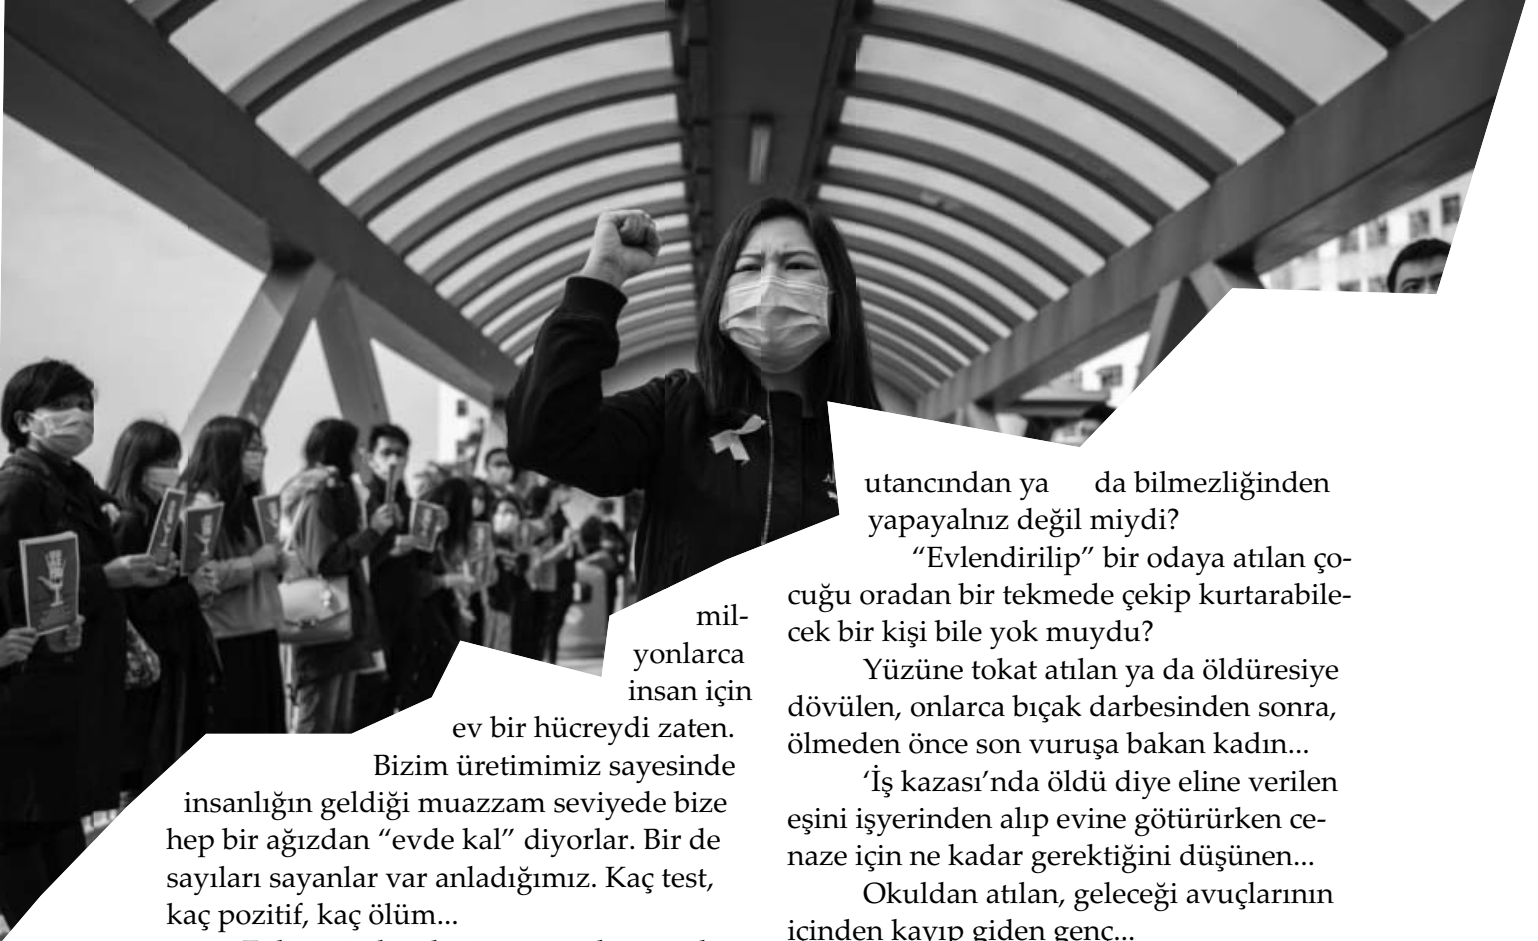 mil-
yonlarca
insan için
ev bir hücreydi zaten.
Bizim üretimimiz sayesinde
insanlığın geldiği muazzam seviyede bize
hep bir ağızdan “evde kal” diyorlar. Bir de
sayıları sayanlar var anladığımız. Kaç test,
kaç pozitif, kaç ölüm...
utancından ya da bilmezliğinden
yapayalnız değil miydi?
“Evlendirilip” bir odaya atılan ço-
cuğu oradan bir tekmede çekip kurtarabile-
cek bir kişi bile yok muydu?
Yüzüne tokat atılan ya da öldüresiye
dövülen, onlarca bıçak darbesinden sonra,
ölmeden önce son vuruşa bakan kadın...
‘İş kazası’nda öldü diye eline verilen
eşini işyerinden alıp evine götürürken ce-
naze için ne kadar gerektiğini düşünen...
Okuldan atılan, geleceği avuçlarının
içinden kayıp giden genç...